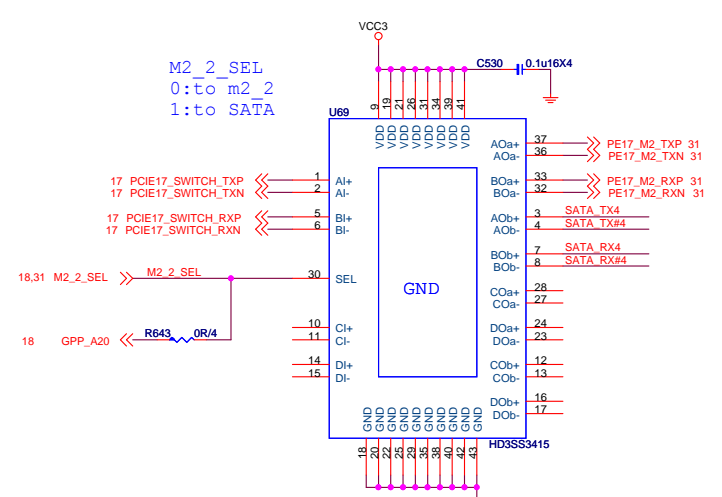 VCC3
M2_2_SEL
0:to m2_2
1:to SATA
C530 0.1u16X4
U69
9 19 21 26 31 34 39 41
VDD VDD VDD VDD VDD VDD VDD VDD
17 PCIE17_SWITCH_TXP 1 AI+
17 PCIE17_SWITCH_TXN 2 AI-
17 PCIE17_SWITCH_RXP 5 BI+
17 PCIE17_SWITCH_RXN 6 BI-
18,31 M2_2_SEL M2_2_SEL 30 SEL
18 GPP_A20 R643 0R/4
10 CI+
11 CI-
14 DI+
15 DI-
GND
AOa+ 37 PE17_M2_TXP 31
AOa- 36 PE17_M2_TXN 31
BOa+ 33 PE17_M2_RXP 31
BOa- 32 PE17_M2_RXN 31
AOb+ 3 SATA_TX4
AOb- 4 SATA_TX#4
BOb+ 7 SATA_RX4
BOb- 8 SATA_RX#4
COa+ 28
COa- 27
DOa+ 24
DOa- 23
COb+ 12
COb- 13
DOb+ 16
DOb- 17
GND GND GND GND GND GND GND GND GND GND
HD3SS3415
18 20 22 25 29 35 38 40 42 43